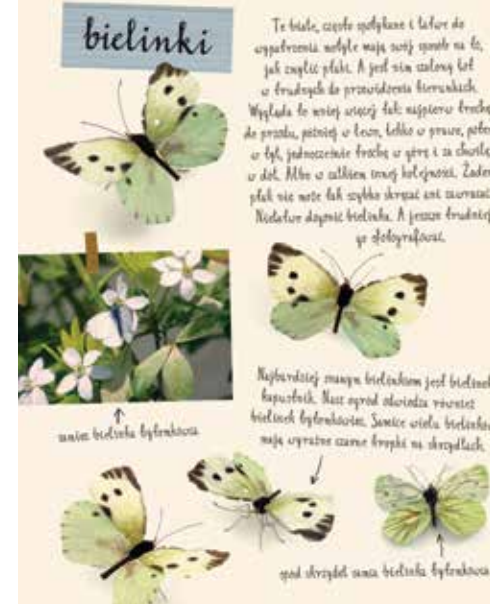 bielinki
Te białe, często spotykane i łatwe do
wypatrzenia motyle mają swój sposób na to,
jak zmylić ptaki. A jest nim szalony lot
w trudnych do przewidzenia kierunkach.
Wygląda to mniej więcej tak: najpierw trochę
do przodu, później w lewo, lekko w prawo, potem
w tył, jednocześnie trochę w górę i za chwilę
w dół. Albo w całkiem innej kolejności. Żaden
ptak nie może tak szybko skręcać ani zawracać.
Niełatwo dogonić bielinka. A jeszcze trudniej
go sfotografować.
Najbardziej znanym bielinkiem jest bielinek
kapustnik. Nasz ogród odwiedza również
bielinek bytomkowiec. Samice wielu bielinków
mają wyraźne czarne kropki na skrzydłach.
samiec bielinka bytomkowca
spód skrzydeł samca bielinka bytomkowca